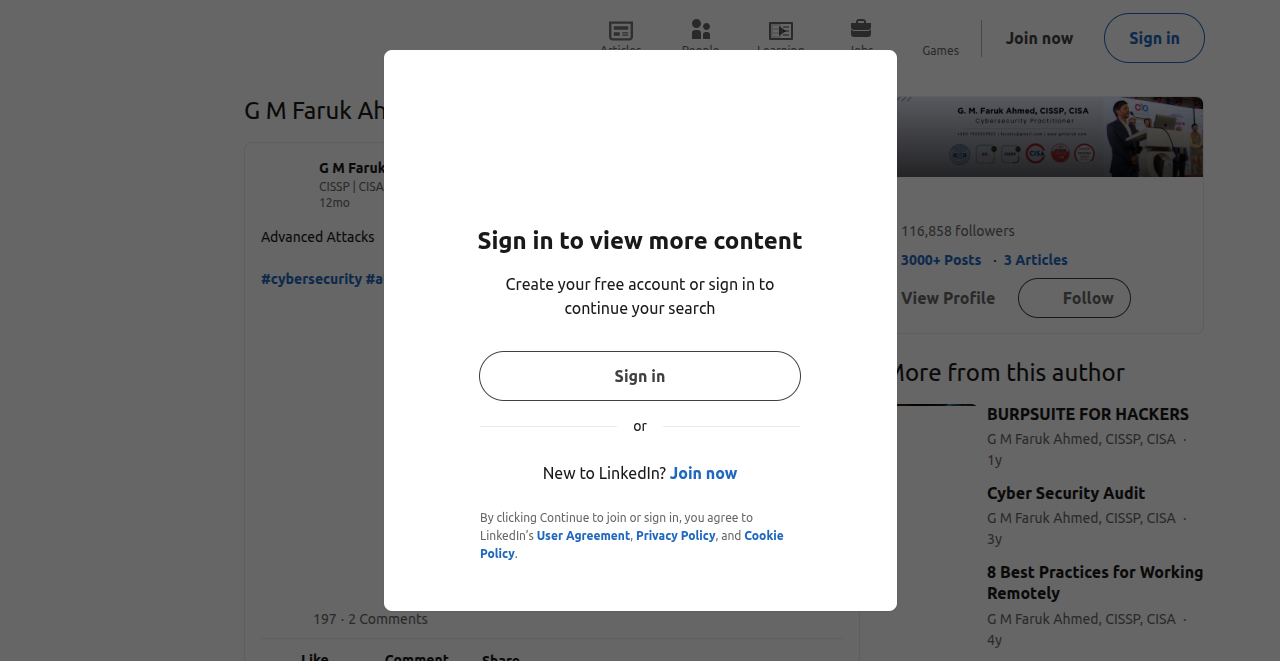 Articles
People
Learning
Jobs
Games
Join now
Sign in
G M Faruk Ah
G M Faruk
CISSP | CISA
12mo
Advanced Attacks
#cybersecurity #a
197 · 2 Comments
Like
Comment
Share
Sign in to view more content
Create your free account or sign in to
continue your search
Sign in
or
New to LinkedIn? Join now
By clicking Continue to join or sign in, you agree to
LinkedIn’s User Agreement, Privacy Policy, and Cookie
Policy.
G. M. Faruk Ahmed, CISSP, CISA
Cybersecurity Practitioner
116,858 followers
3000+ Posts · 3 Articles
View Profile
Follow
More from this author
BURPSUITE FOR HACKERS
G M Faruk Ahmed, CISSP, CISA ·
1y
Cyber Security Audit
G M Faruk Ahmed, CISSP, CISA ·
3y
8 Best Practices for Working
Remotely
G M Faruk Ahmed, CISSP, CISA ·
4y